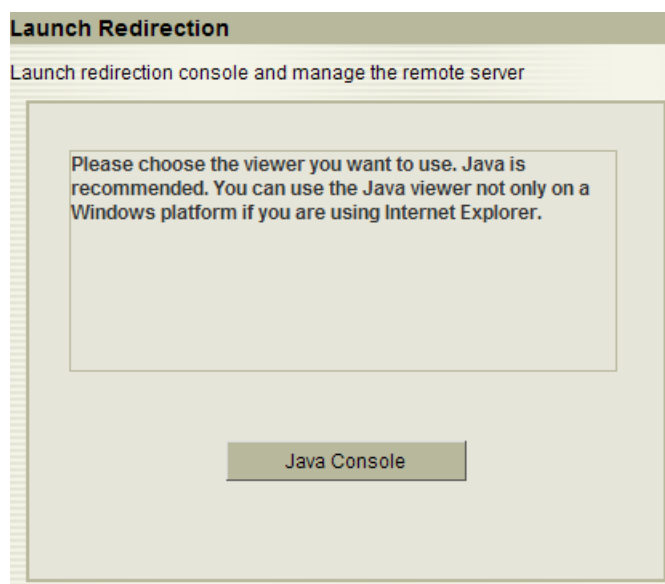 Launch Redirection
Launch redirection console and manage the remote server
Please choose the viewer you want to use. Java is
recommended. You can use the Java viewer not only on a
Windows platform if you are using Internet Explorer.
Java Console